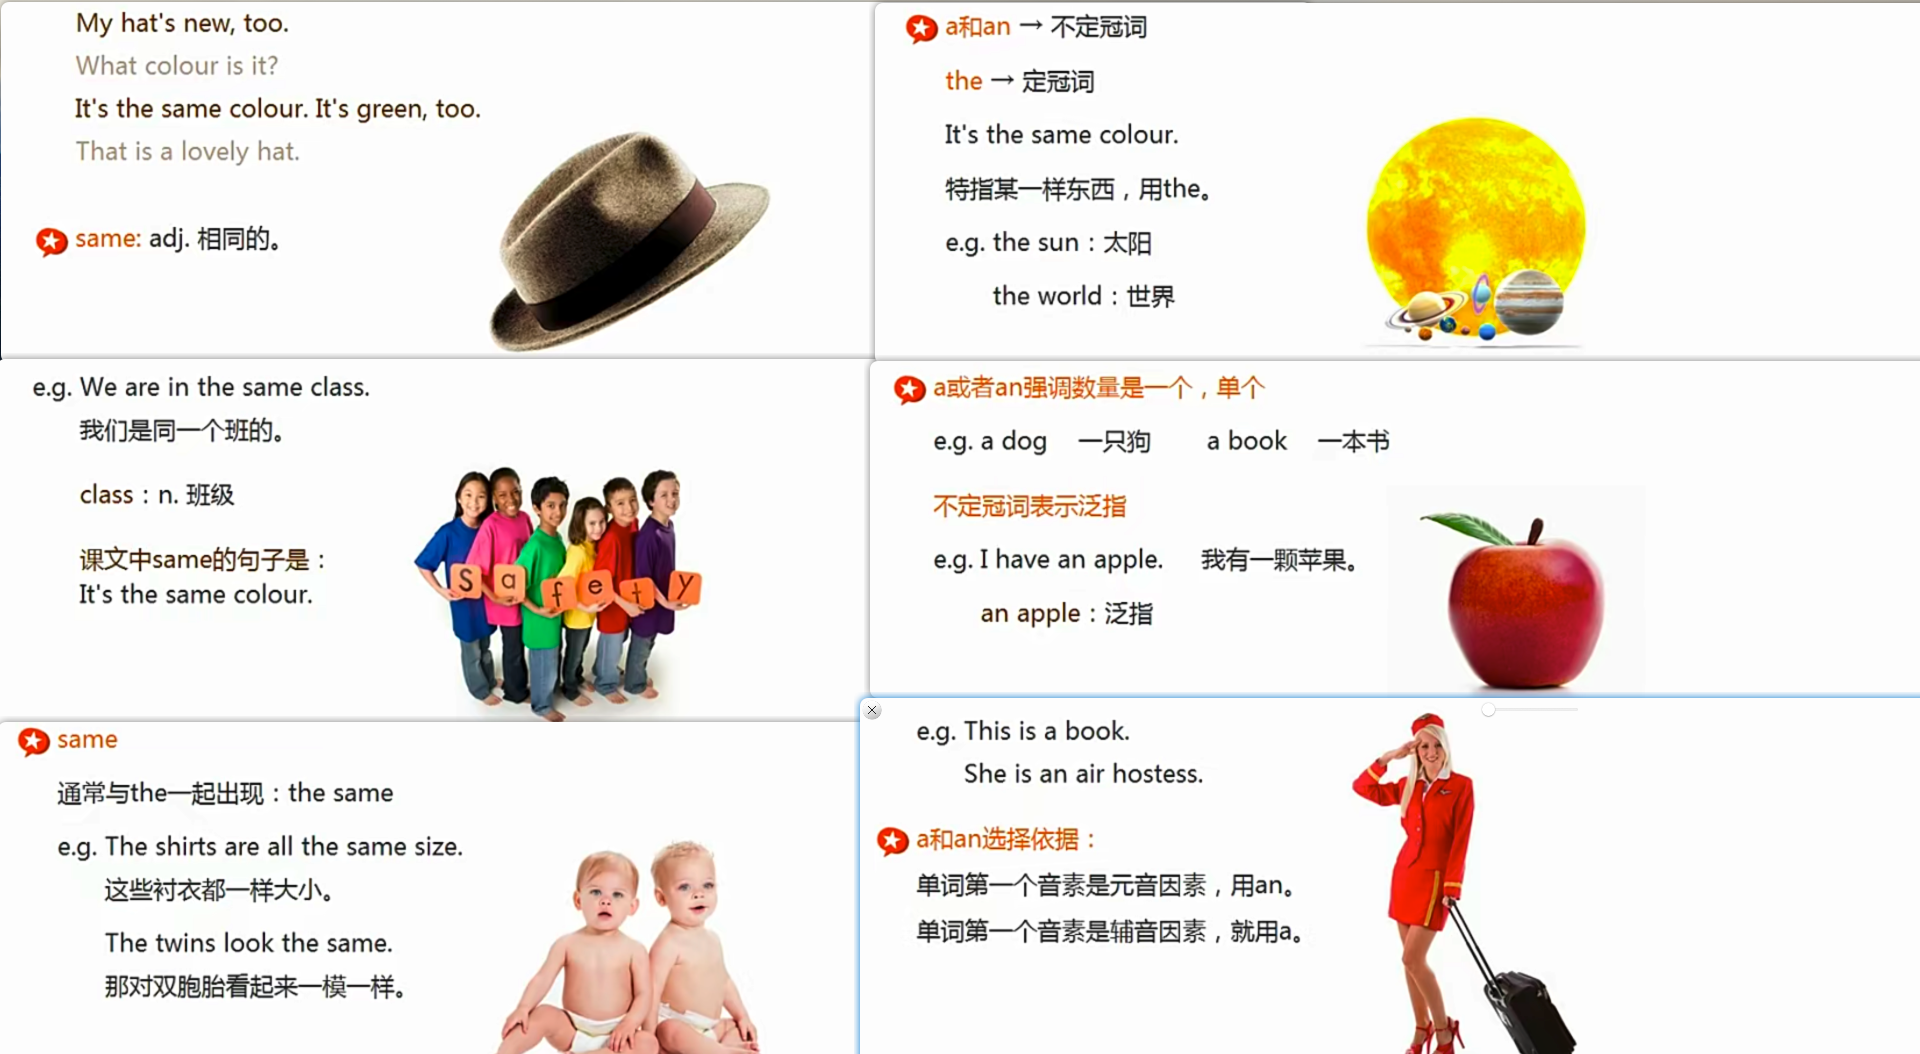 My hat's new, too.
What colour is it?
It's the same colour. It's green, too.
That is a lovely hat.
same: adj. 相同的。
e.g. We are in the same class.
我们是同一个班的。
class：n. 班级
课文中same的句子是：
It's the same colour.
Safety
same
通常与the一起出现：the same
e.g. The shirts are all the same size.
这些衬衣都一样大小。
The twins look the same.
那对双胞胎看起来一模一样。
a和an → 不定冠词
the → 定冠词
It's the same colour.
特指某一样东西，用the。
e.g. the sun：太阳
the world：世界
a或者an强调数量是一个，单个
e.g. a dog 一只狗 a book 一本书
不定冠词表示泛指
e.g. I have an apple. 我有一颗苹果。
an apple：泛指
e.g. This is a book.
She is an air hostess.
a和an选择依据：
单词第一个音素是元音因素，用an。
单词第一个音素是辅音因素，就用a。